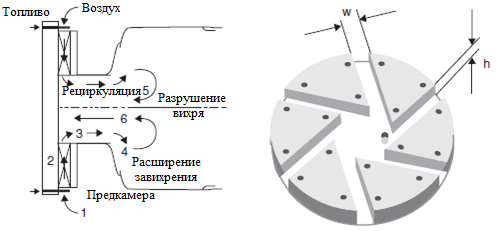 Топливо
Воздух
Рециркуляция
5
Разрушение
вихря
6
3
4
2
Расширение
завихрения
Предкамера
1
w
h